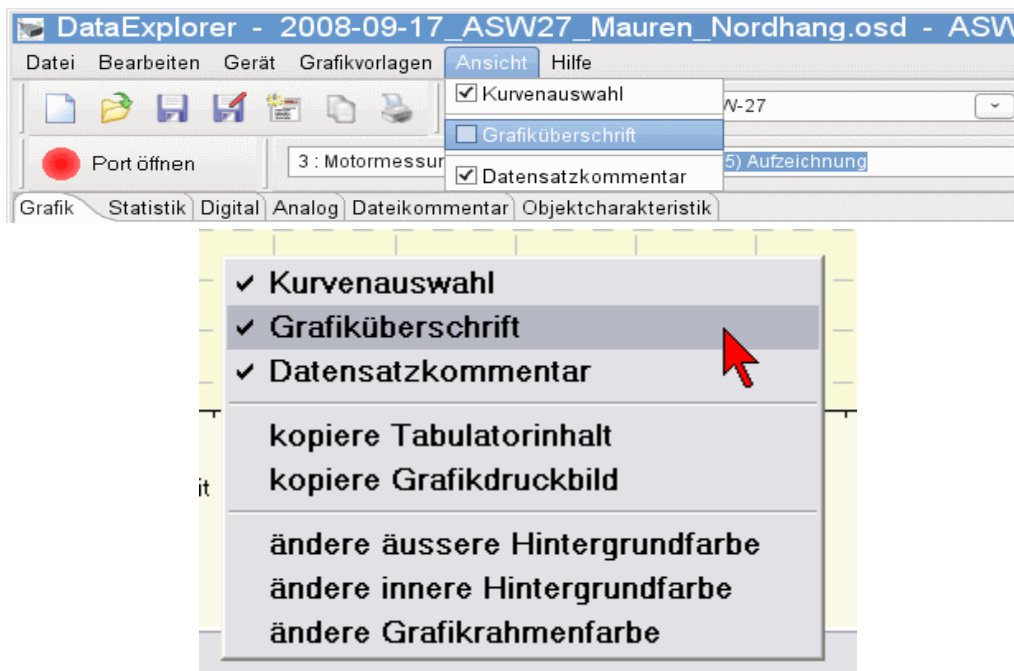 DataExplorer - 2008-09-17_ASW27_Mauren_Nordhang.osd - ASW
Datei Bearbeiten Gerät Grafikvorlagen Ansicht Hilfe
Kurvenauswahl
W-27
Grafiküberschrift
Port öffnen 3 : Motormessur 5) Aufzeichnung
Datensatzkommentar
Grafik Statistik Digital Analog Dateikommentar Objektcharakteristik
Kurvenauswahl
Grafiküberschrift
Datensatzkommentar
kopiere Tabulatorinhalt
kopiere Grafikdruckbild
it
ändere äussere Hintergrundfarbe
ändere innere Hintergrundfarbe
ändere Grafikrahmenfarbe